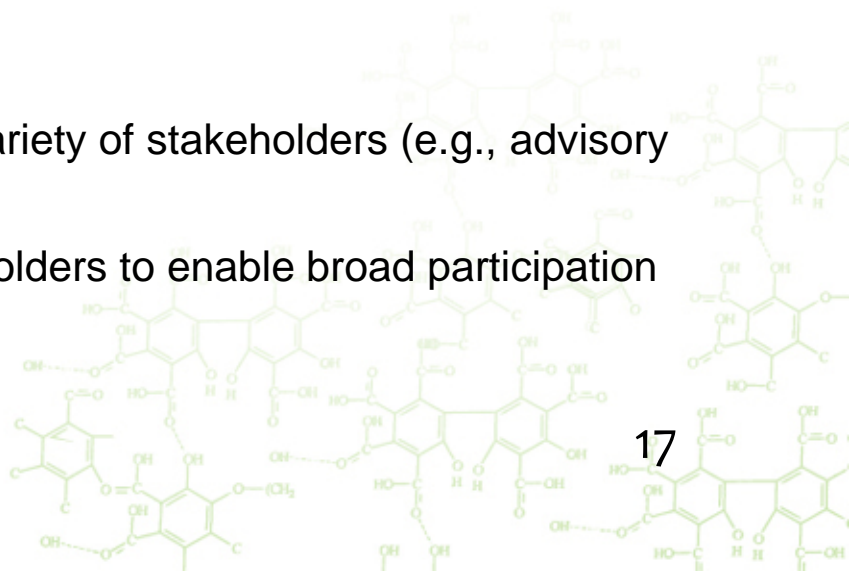 ariety of stakeholders (e.g., advisory
olders to enable broad participation
17